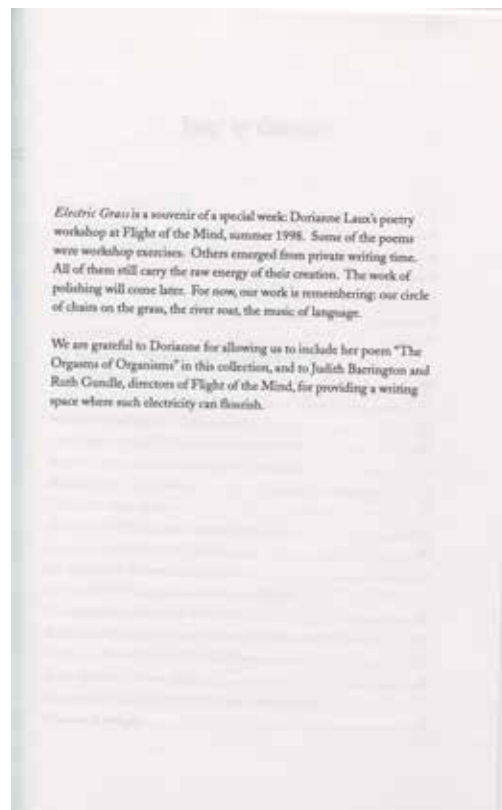 Electric Grass is a souvenir of a special week: Dorianne Laux's poetry
workshop at Flight of the Mind, summer 1998. Some of the poems
were workshop exercises. Others emerged from private writing time.
All of them still carry the raw energy of their creation. The work of
polishing will come later. For now, our work is remembering: our circle
of chairs on the grass, the river roar, the music of language.
We are grateful to Dorianne for allowing us to include her poem "The
Orgasms of Organisms" in this collection, and to Judith Barrington and
Ruth Gundle, directors of Flight of the Mind, for providing a writing
space where such electricity can flourish.